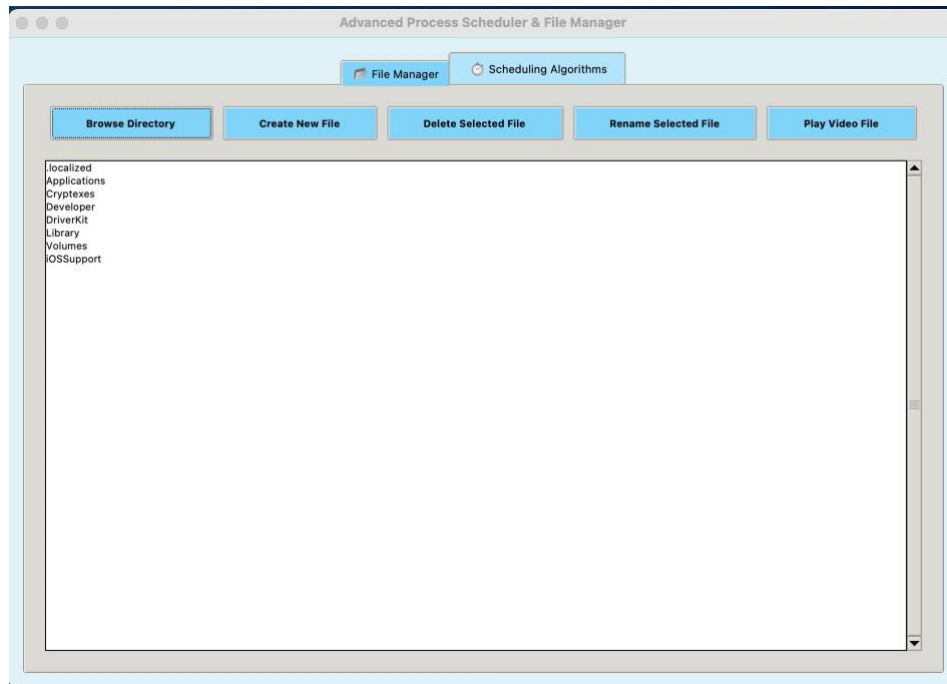 Advanced Process Scheduler & File Manager
File Manager Scheduling Algorithms
Browse Directory Create New File Delete Selected File Rename Selected File Play Video File
.localized
Applications
Cryptexes
Developer
DriverKit
Library
Volumes
iOSSupport